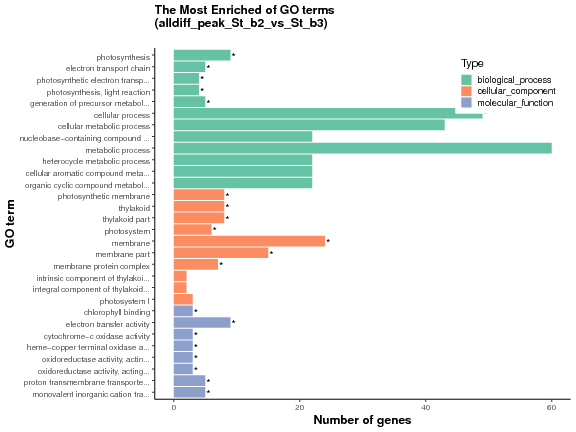 The Most Enriched of GO terms
(alldiff_peak_St_b2_vs_St_b3)
photosynthesis *
electron transport chain *
photosynthetic electron transp... *
photosynthesis, light reaction *
generation of precursor metabol... *
cellular process
cellular metabolic process
nucleobase-containing compound ...
metabolic process
heterocycle metabolic process
cellular aromatic compound meta...
organic cyclic compound metabol...
photosynthetic membrane *
thylakoid *
thylakoid part *
photosystem *
membrane *
membrane part *
membrane protein complex *
intrinsic component of thylakoi...
integral component of thylakoid...
photosystem I
chlorophyll binding *
electron transfer activity *
cytochrome-c oxidase activity *
heme-copper terminal oxidase a... *
oxidoreductase activity, actin... *
oxidoreductase activity, acting... *
proton transmembrane transporte... *
monovalent inorganic cation tra... *
GO term
Type
biological_process
cellular_component
molecular_function
0 20 40 60
Number of genes